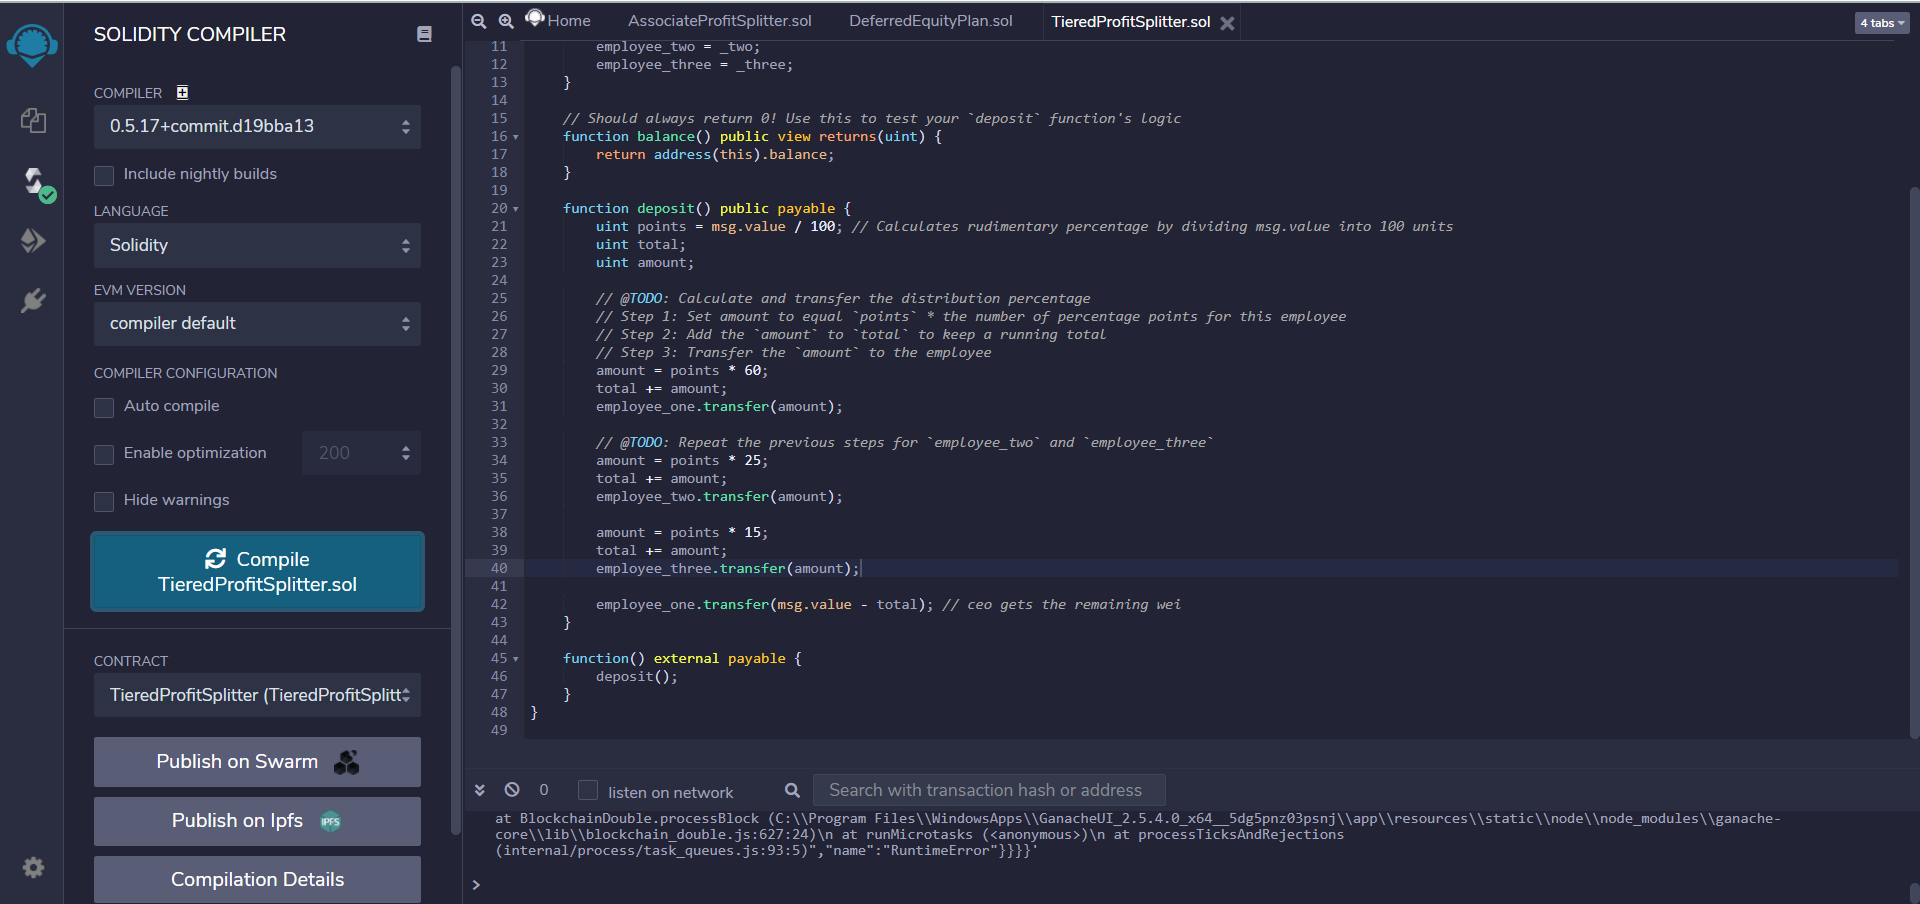 SOLIDITY COMPILER
COMPILER
0.5.17+commit.d19bba13
Include nightly builds
LANGUAGE
Solidity
EVM VERSION
compiler default
COMPILER CONFIGURATION
Auto compile
Enable optimization 200
Hide warnings
Compile
TieredProfitSplitter.sol
CONTRACT
TieredProfitSplitter (TieredProfitSplitt
Publish on Swarm
Publish on Ipfs IPFS
Compilation Details
Home AssociateProfitSplitter.sol DeferredEquityPlan.sol TieredProfitSplitter.sol 4 tabs
11 employee_two = _two;
12 employee_three = _three;
13 }
14
15 // Should always return 0! Use this to test your `deposit` function's logic
16 function balance() public view returns(uint) {
17 return address(this).balance;
18 }
19
20 function deposit() public payable {
21 uint points = msg.value / 100; // Calculates rudimentary percentage by dividing msg.value into 100 units
22 uint total;
23 uint amount;
24
25 // @TODO: Calculate and transfer the distribution percentage
26 // Step 1: Set amount to equal `points` * the number of percentage points for this employee
27 // Step 2: Add the `amount` to `total` to keep a running total
28 // Step 3: Transfer the `amount` to the employee
29 amount = points * 60;
30 total += amount;
31 employee_one.transfer(amount);
32
33 // @TODO: Repeat the previous steps for `employee_two` and `employee_three`
34 amount = points * 25;
35 total += amount;
36 employee_two.transfer(amount);
37
38 amount = points * 15;
39 total += amount;
40 employee_three.transfer(amount);
41
42 employee_one.transfer(msg.value - total); // ceo gets the remaining wei
43 }
44
45 function() external payable {
46 deposit();
47 }
48 }
49
0 listen on network Search with transaction hash or address
at BlockchainDouble.processBlock (C:\\Program Files\\WindowsApps\\GanacheUI_2.5.4.0_x64__5dg5pnz03psnj\\app\\resources\\static\\node\\node_modules\\ganache-
core\\lib\\blockchain_double.js:627:24)\n at runMicrotasks (<anonymous>)\n at processTicksAndRejections
(internal/process/task_queues.js:93:5)","name":"RuntimeError"}}}}'
>